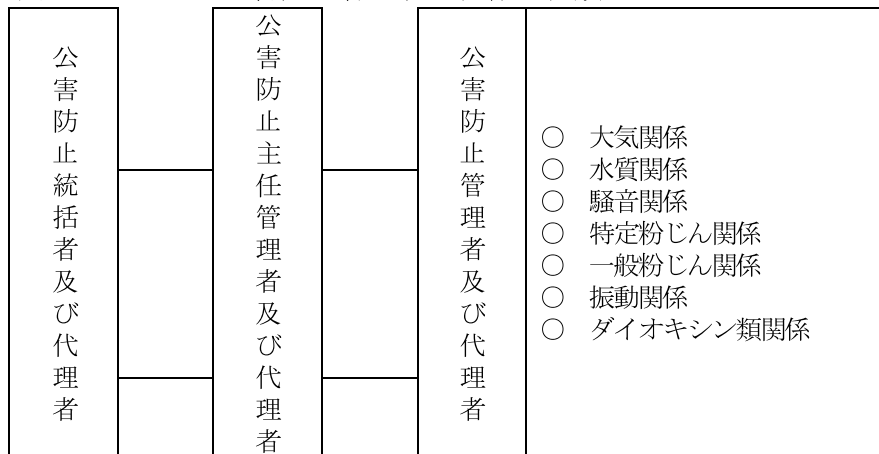 公害防止統括者及び代理者
公害防止主任管理者及び代理者
公害防止管理者及び代理者
○　大気関係
○　水質関係
○　騒音関係
○　特定粉じん関係
○　一般粉じん関係
○　振動関係
○　ダイオキシン類関係